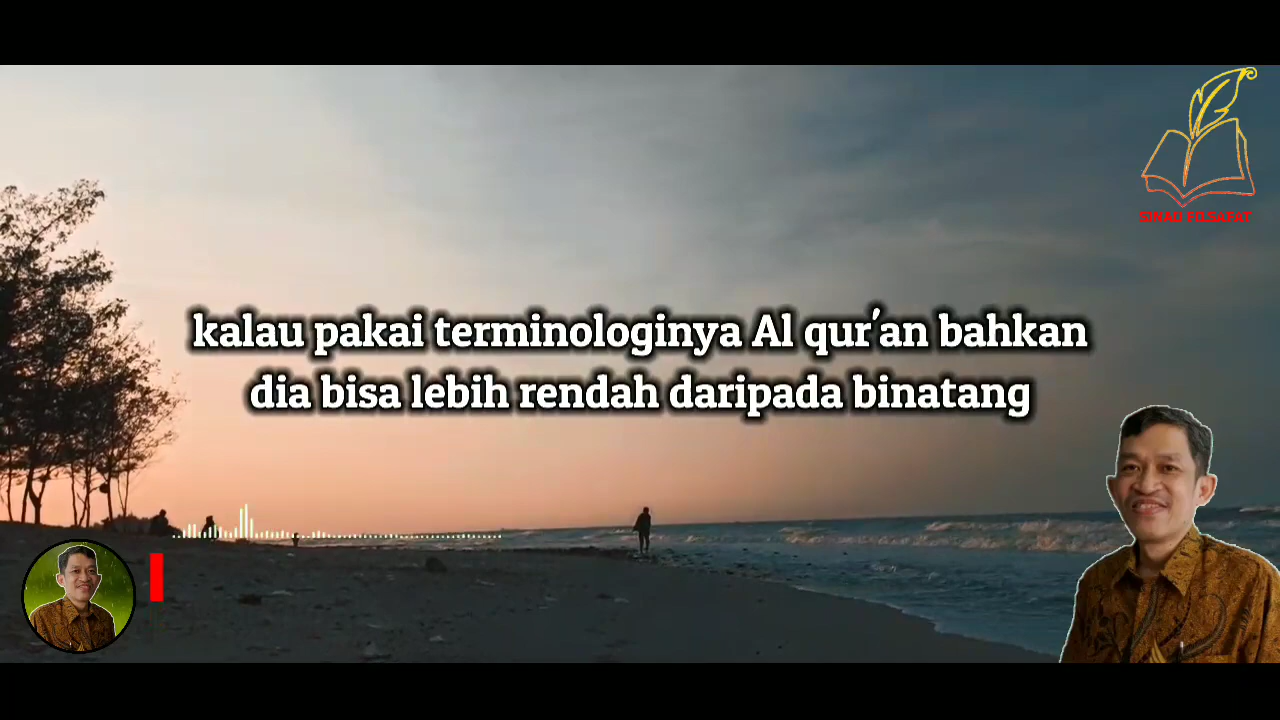 SINAU FILSAFAT
kalau pakai terminologinya Al qur'an bahkan
dia bisa lebih rendah daripada binatang